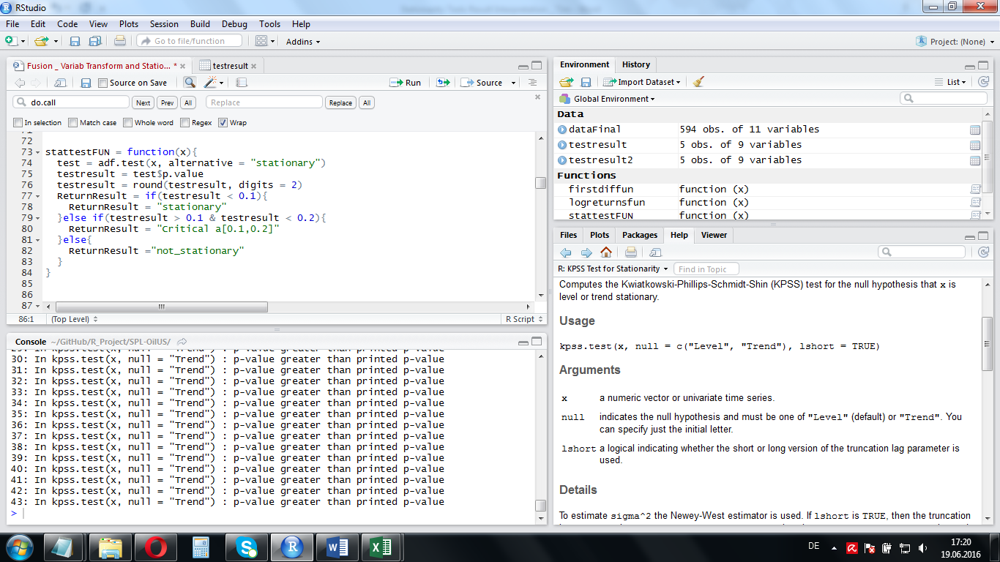 RStudio
File Edit Code View Plots Session Build Debug Tools Help
Go to file/function Addins Project: (None)
Fusion _ Variab Transform and Statio... * testresult
Source on Save Run Source
do.call Next Prev All Replace Replace All
In selection Match case Whole word Regex Wrap
72
73 stattestFUN = function(x){
74 test = adf.test(x, alternative = "stationary")
75 testresult = test$p.value
76 testresult = round(testresult, digits = 2)
77 ReturnResult = if(testresult < 0.1){
78 ReturnResult = "stationary"
79 }else if(testresult > 0.1 & testresult < 0.2){
80 ReturnResult = "Critical a[0.1,0.2]"
81 }else{
82 ReturnResult ="not_stationary"
83 }
84 }
85
86
87
86:1 (Top Level) R Script
Console ~/GitHub/R_Project/SPL-OilUS/
29: In kpss.test(x, null = "Trend") : p-value greater than printed p-value
30: In kpss.test(x, null = "Trend") : p-value greater than printed p-value
31: In kpss.test(x, null = "Trend") : p-value greater than printed p-value
32: In kpss.test(x, null = "Trend") : p-value greater than printed p-value
33: In kpss.test(x, null = "Trend") : p-value greater than printed p-value
34: In kpss.test(x, null = "Trend") : p-value greater than printed p-value
35: In kpss.test(x, null = "Trend") : p-value greater than printed p-value
36: In kpss.test(x, null = "Trend") : p-value greater than printed p-value
37: In kpss.test(x, null = "Trend") : p-value greater than printed p-value
38: In kpss.test(x, null = "Trend") : p-value greater than printed p-value
39: In kpss.test(x, null = "Trend") : p-value greater than printed p-value
40: In kpss.test(x, null = "Trend") : p-value greater than printed p-value
41: In kpss.test(x, null = "Trend") : p-value greater than printed p-value
42: In kpss.test(x, null = "Trend") : p-value greater than printed p-value
43: In kpss.test(x, null = "Trend") : p-value greater than printed p-value
>
Environment History
Import Dataset List
Global Environment
Data
dataFinal 594 obs. of 11 variables
testresult 5 obs. of 9 variables
testresult2 5 obs. of 9 variables
Functions
firstdiffun function (x)
logreturnsfun function (x)
stattestFUN function (x)
Files Plots Packages Help Viewer
R: KPSS Test for Stationarity Find in Topic
Computes the Kwiatkowski-Phillips-Schmidt-Shin (KPSS) test for the null hypothesis that x is
level or trend stationary.
Usage
kpss.test(x, null = c("Level", "Trend"), lshort = TRUE)
Arguments
x a numeric vector or univariate time series.
null indicates the null hypothesis and must be one of "Level" (default) or "Trend". You
can specify just the initial letter.
lshort a logical indicating whether the short or long version of the truncation lag parameter is
used.
Details
To estimate sigma^2 the Newey-West estimator is used. If lshort is TRUE, then the truncation
DE 17:20
19.06.2016